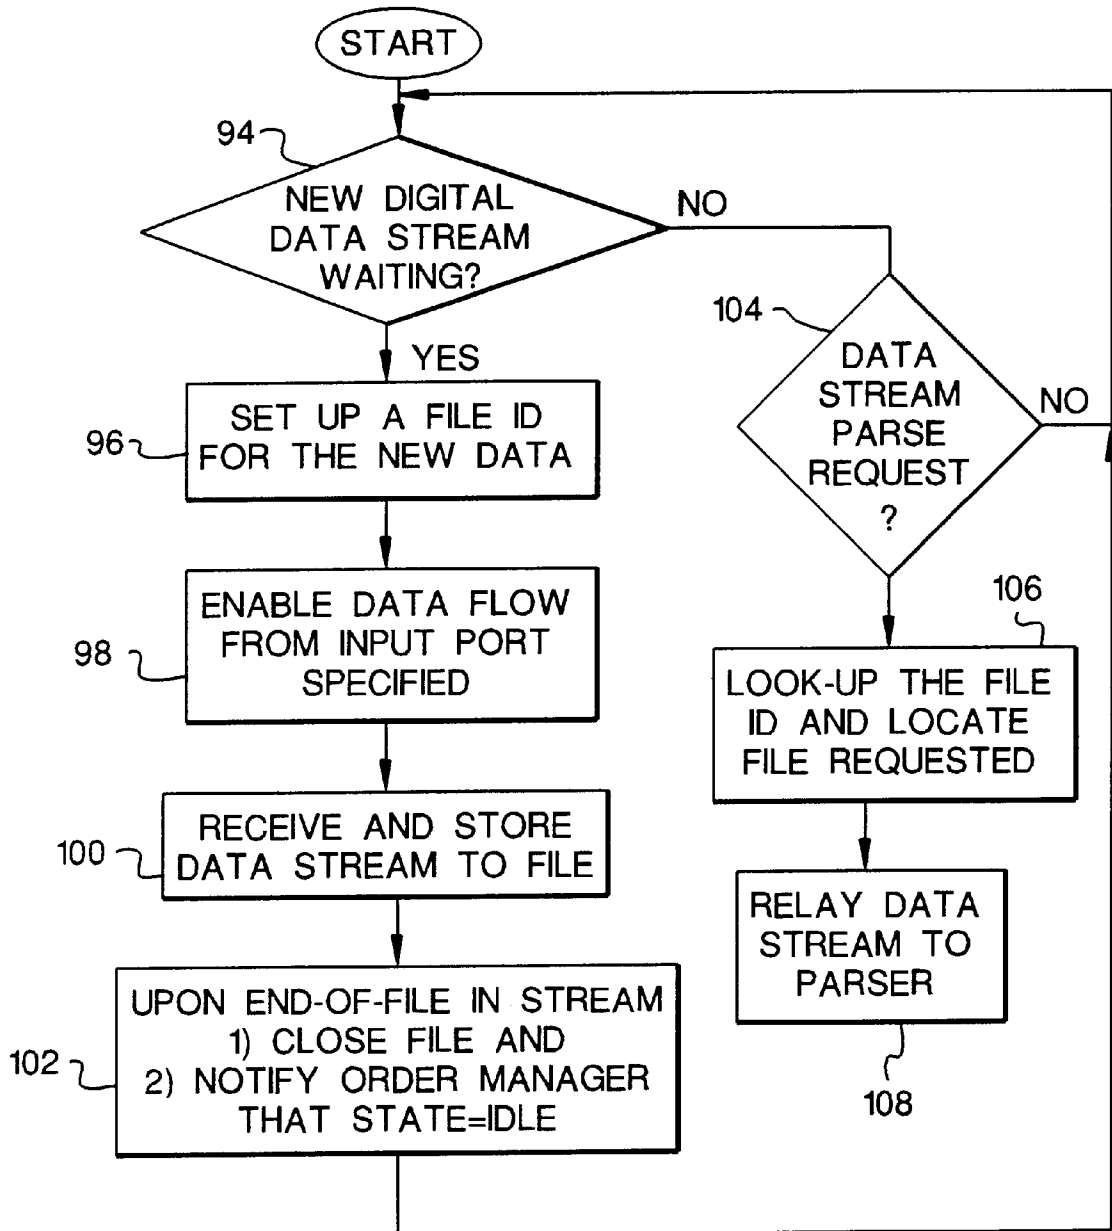 START
94
NEW DIGITAL
DATA STREAM
WAITING?
NO
YES
96
SET UP A FILE ID
FOR THE NEW DATA
98
ENABLE DATA FLOW
FROM INPUT PORT
SPECIFIED
100
RECEIVE AND STORE
DATA STREAM TO FILE
102
UPON END-OF-FILE IN STREAM
1) CLOSE FILE AND
2) NOTIFY ORDER MANAGER
THAT STATE=IDLE
104
DATA
STREAM
PARSE
REQUEST
?
NO
106
LOOK-UP THE FILE
ID AND LOCATE
FILE REQUESTED
RELAY DATA
STREAM TO
PARSER
108